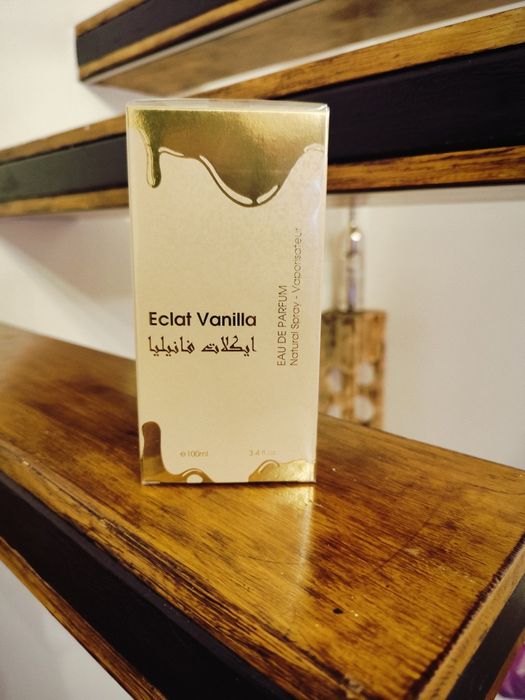 Eclat Vanilla
ايكلات فانيليا
EAU DE PARFUM
Natural Spray - Vaporisateur
e100ml
3.4 fl.oz